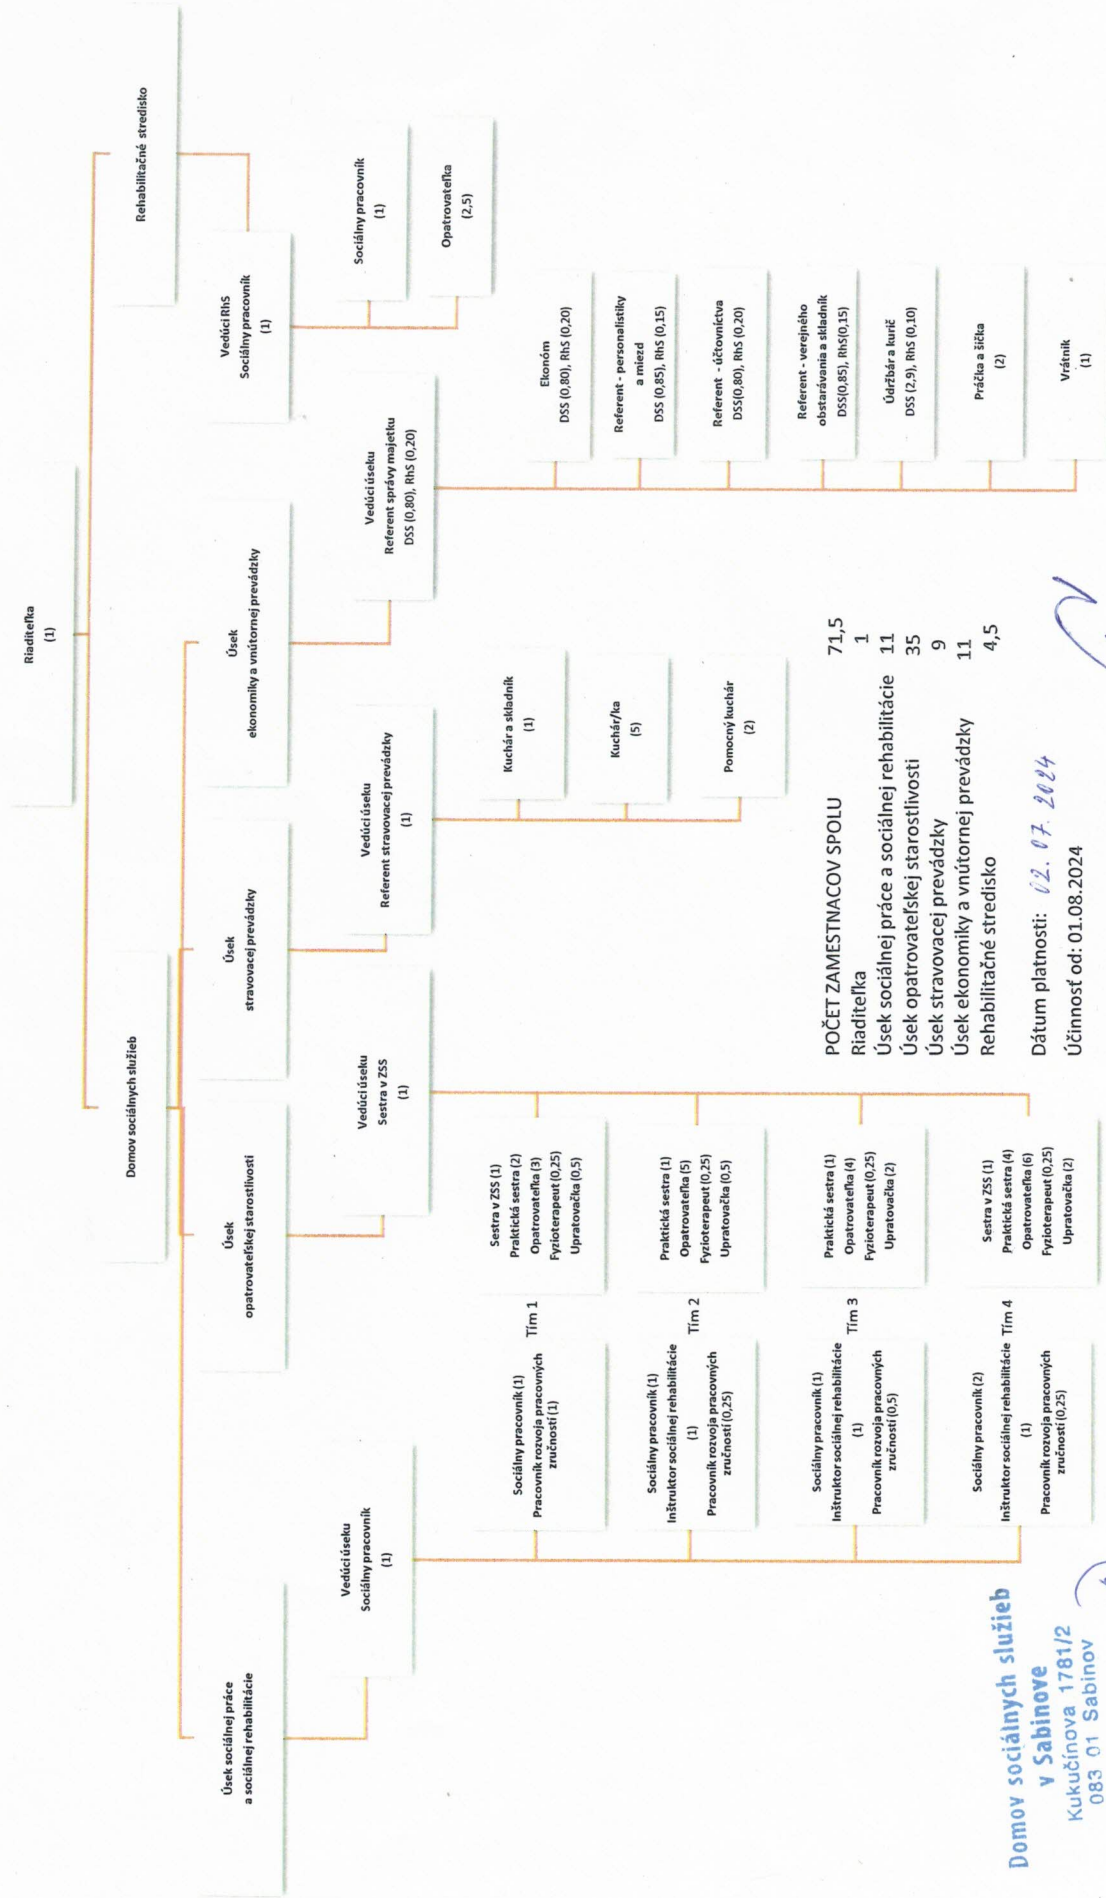 Riaditeľka
(1)
Domov sociálnych služieb
Rehabilitačné stredisko
Úsek sociálnej práce
a sociálnej rehabilitácie
Úsek
opatrovateľskej starostlivosti
Úsek
stravovacej prevádzky
Úsek
ekonomiky a vnútornej prevádzky
Vedúci RhS
Sociálny pracovník
(1)
Vedúci úseku
Sociálny pracovník
(1)
Vedúci úseku
Sestra v ZSS
(1)
Vedúci úseku
Referent stravovacej prevádzky
(1)
Vedúci úseku
Referent správy majetku
DSS (0,80), RhS (0,20)
Sociálny pracovník
(1)
Opatrovateľka
(2,5)
Sociálny pracovník (1)
Pracovník rozvoja pracovných
zručností (1)
Tím 1
Sestra v ZSS (1)
Praktická sestra (2)
Opatrovateľka (3)
Fyzioterapeut (0,25)
Upratovačka (0,5)
Sociálny pracovník (1)
Inštruktor sociálnej rehabilitácie
(1)
Pracovník rozvoja pracovných
zručností (0,25)
Tím 2
Praktická sestra (1)
Opatrovateľka (5)
Fyzioterapeut (0,25)
Upratovačka (0,5)
Sociálny pracovník (1)
Inštruktor sociálnej rehabilitácie
(1)
Pracovník rozvoja pracovných
zručností (0,5)
Tím 3
Praktická sestra (1)
Opatrovateľka (4)
Fyzioterapeut (0,25)
Upratovačka (2)
Sociálny pracovník (2)
Inštruktor sociálnej rehabilitácie
(1)
Pracovník rozvoja pracovných
zručností (0,25)
Tím 4
Sestra v ZSS (1)
Praktická sestra (4)
Opatrovateľka (6)
Fyzioterapeut (0,25)
Upratovačka (2)
Kuchár a skladník
(1)
Kuchár/ka
(5)
Pomocný kuchár
(2)
Ekonóm
DSS (0,80), RhS (0,20)
Referent - personalistiky
a miezd
DSS (0,85), RhS (0,15)
Referent - účtovníctva
DSS(0,80), RhS (0,20)
Referent - verejného
obstarávania a skladník
DSS(0,85), RhS(0,15)
Údržbár a kurič
DSS (2,9), RhS (0,10)
Práčka a šička
(2)
Vrátnik
(1)
POČET ZAMESTNACOV SPOLU 71,5
Riaditeľka 1
Úsek sociálnej práce a sociálnej rehabilitácie 11
Úsek opatrovateľskej starostlivosti 35
Úsek stravovacej prevádzky 9
Úsek ekonomiky a vnútornej prevádzky 11
Rehabilitačné stredisko 4,5
Dátum platnosti: 02. 07. 2024
Účinnosť od: 01.08.2024
Domov sociálnych služieb
v Sabinove
Kukučínova 1781/2
083 01 Sabinov